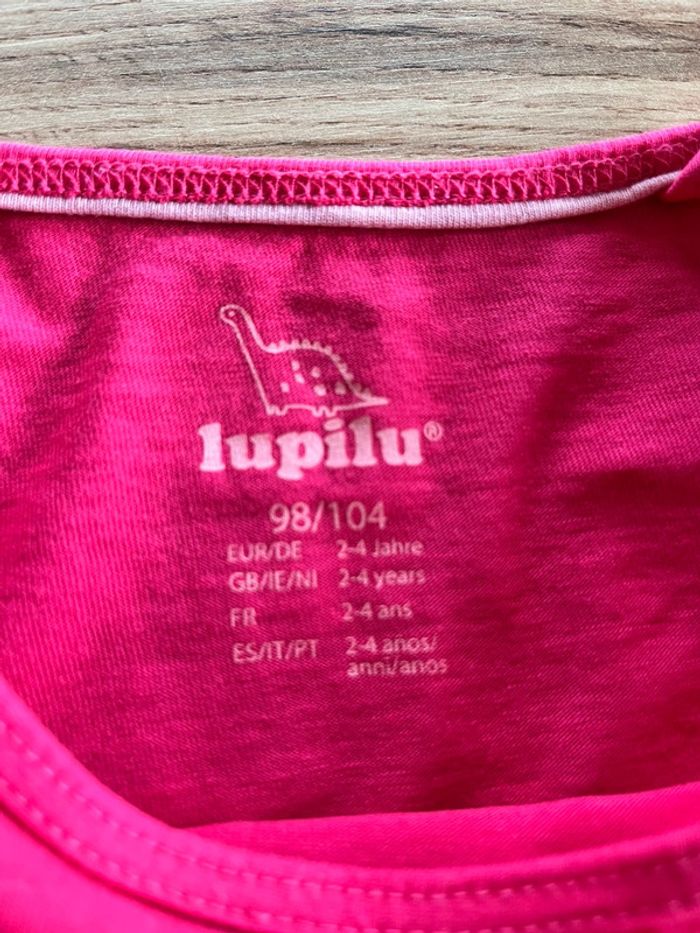 lupilu®
98/104
EUR/DE 2-4 Jahre
GB/IE/NI 2-4 years
FR 2-4 ans
ES/IT/PT 2-4 años/
anni/anos